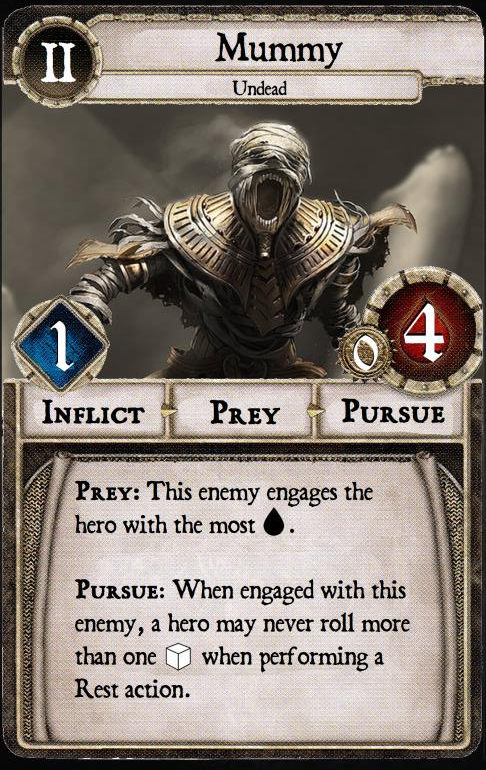 II
Mummy
Undead
1
0
4
INFLICT
PREY
PURSUE
PREY: This enemy engages the
hero with the most .
PURSUE: When engaged with this
enemy, a hero may never roll more
than one when performing a
Rest action.